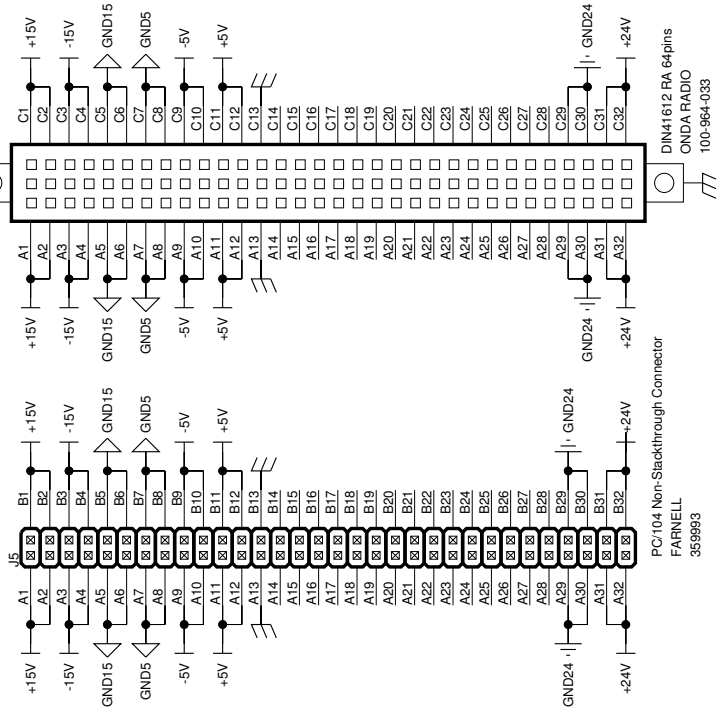 J5
A1
A2
A3
A4
A5
A6
A7
A8
A9
A10
A11
A12
A13
A14
A15
A16
A17
A18
A19
A20
A21
A22
A23
A24
A25
A26
A27
A28
A29
A30
A31
A32
B1
B2
B3
B4
B5
B6
B7
B8
B9
B10
B11
B12
B13
B14
B15
B16
B17
B18
B19
B20
B21
B22
B23
B24
B25
B26
B27
B28
B29
B30
B31
B32
+15V
-15V
GND15
GND5
-5V
+5V
GND24
+24V
+15V
-15V
GND15
GND5
-5V
+5V
GND24
+24V
PC/104 Non-Stackthrough Connector
FARNELL
359993
A1
A2
A3
A4
A5
A6
A7
A8
A9
A10
A11
A12
A13
A14
A15
A16
A17
A18
A19
A20
A21
A22
A23
A24
A25
A26
A27
A28
A29
A30
A31
A32
C1
C2
C3
C4
C5
C6
C7
C8
C9
C10
C11
C12
C13
C14
C15
C16
C17
C18
C19
C20
C21
C22
C23
C24
C25
C26
C27
C28
C29
C30
C31
C32
+15V
-15V
GND15
GND5
-5V
+5V
GND24
+24V
+15V
-15V
GND15
GND5
-5V
+5V
GND24
+24V
DIN41612 RA 64pins
ONDA RADIO
100-964-033